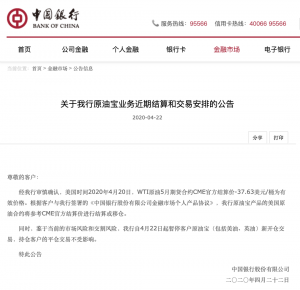 中国银行
BANK OF CHINA
服务热线：95566 信用卡热线：40066 95566
首页 公司金融 个人金融 银行卡 金融市场 电子银行
首页 > 金融市场 > 公告信息
关于我行原油宝业务近期结算和交易安排的公告
2020-04-22
分享 打印
尊敬的客户：
经我行审慎确认，美国时间2020年4月20日，WTI原油5月期货合约CME官方结算价-37.63美元/桶为有
效价格。根据客户与我行签署的《中国银行股份有限公司金融市场个人产品协议》，我行原油宝产品的美国原
油合约将参考CME官方结算价进行结算或移仓。
同时，鉴于当前的市场风险和交易风险，我行自4月22日起暂停客户原油宝（包括美油、英油）新开仓交
易，持仓客户的平仓交易不受影响。
特此公告
中国银行股份有限公司
二〇二〇年四月二十二日